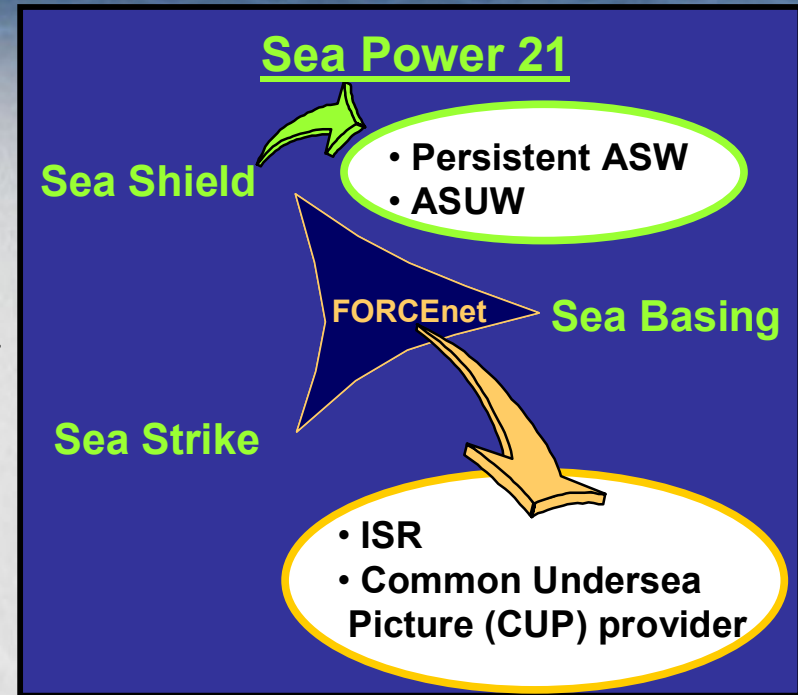 Sea Power 21
• Persistent ASW
• ASUW
Sea Shield
FORCEnet
Sea Basing
Sea Strike
• ISR
• Common Undersea
Picture (CUP) provider